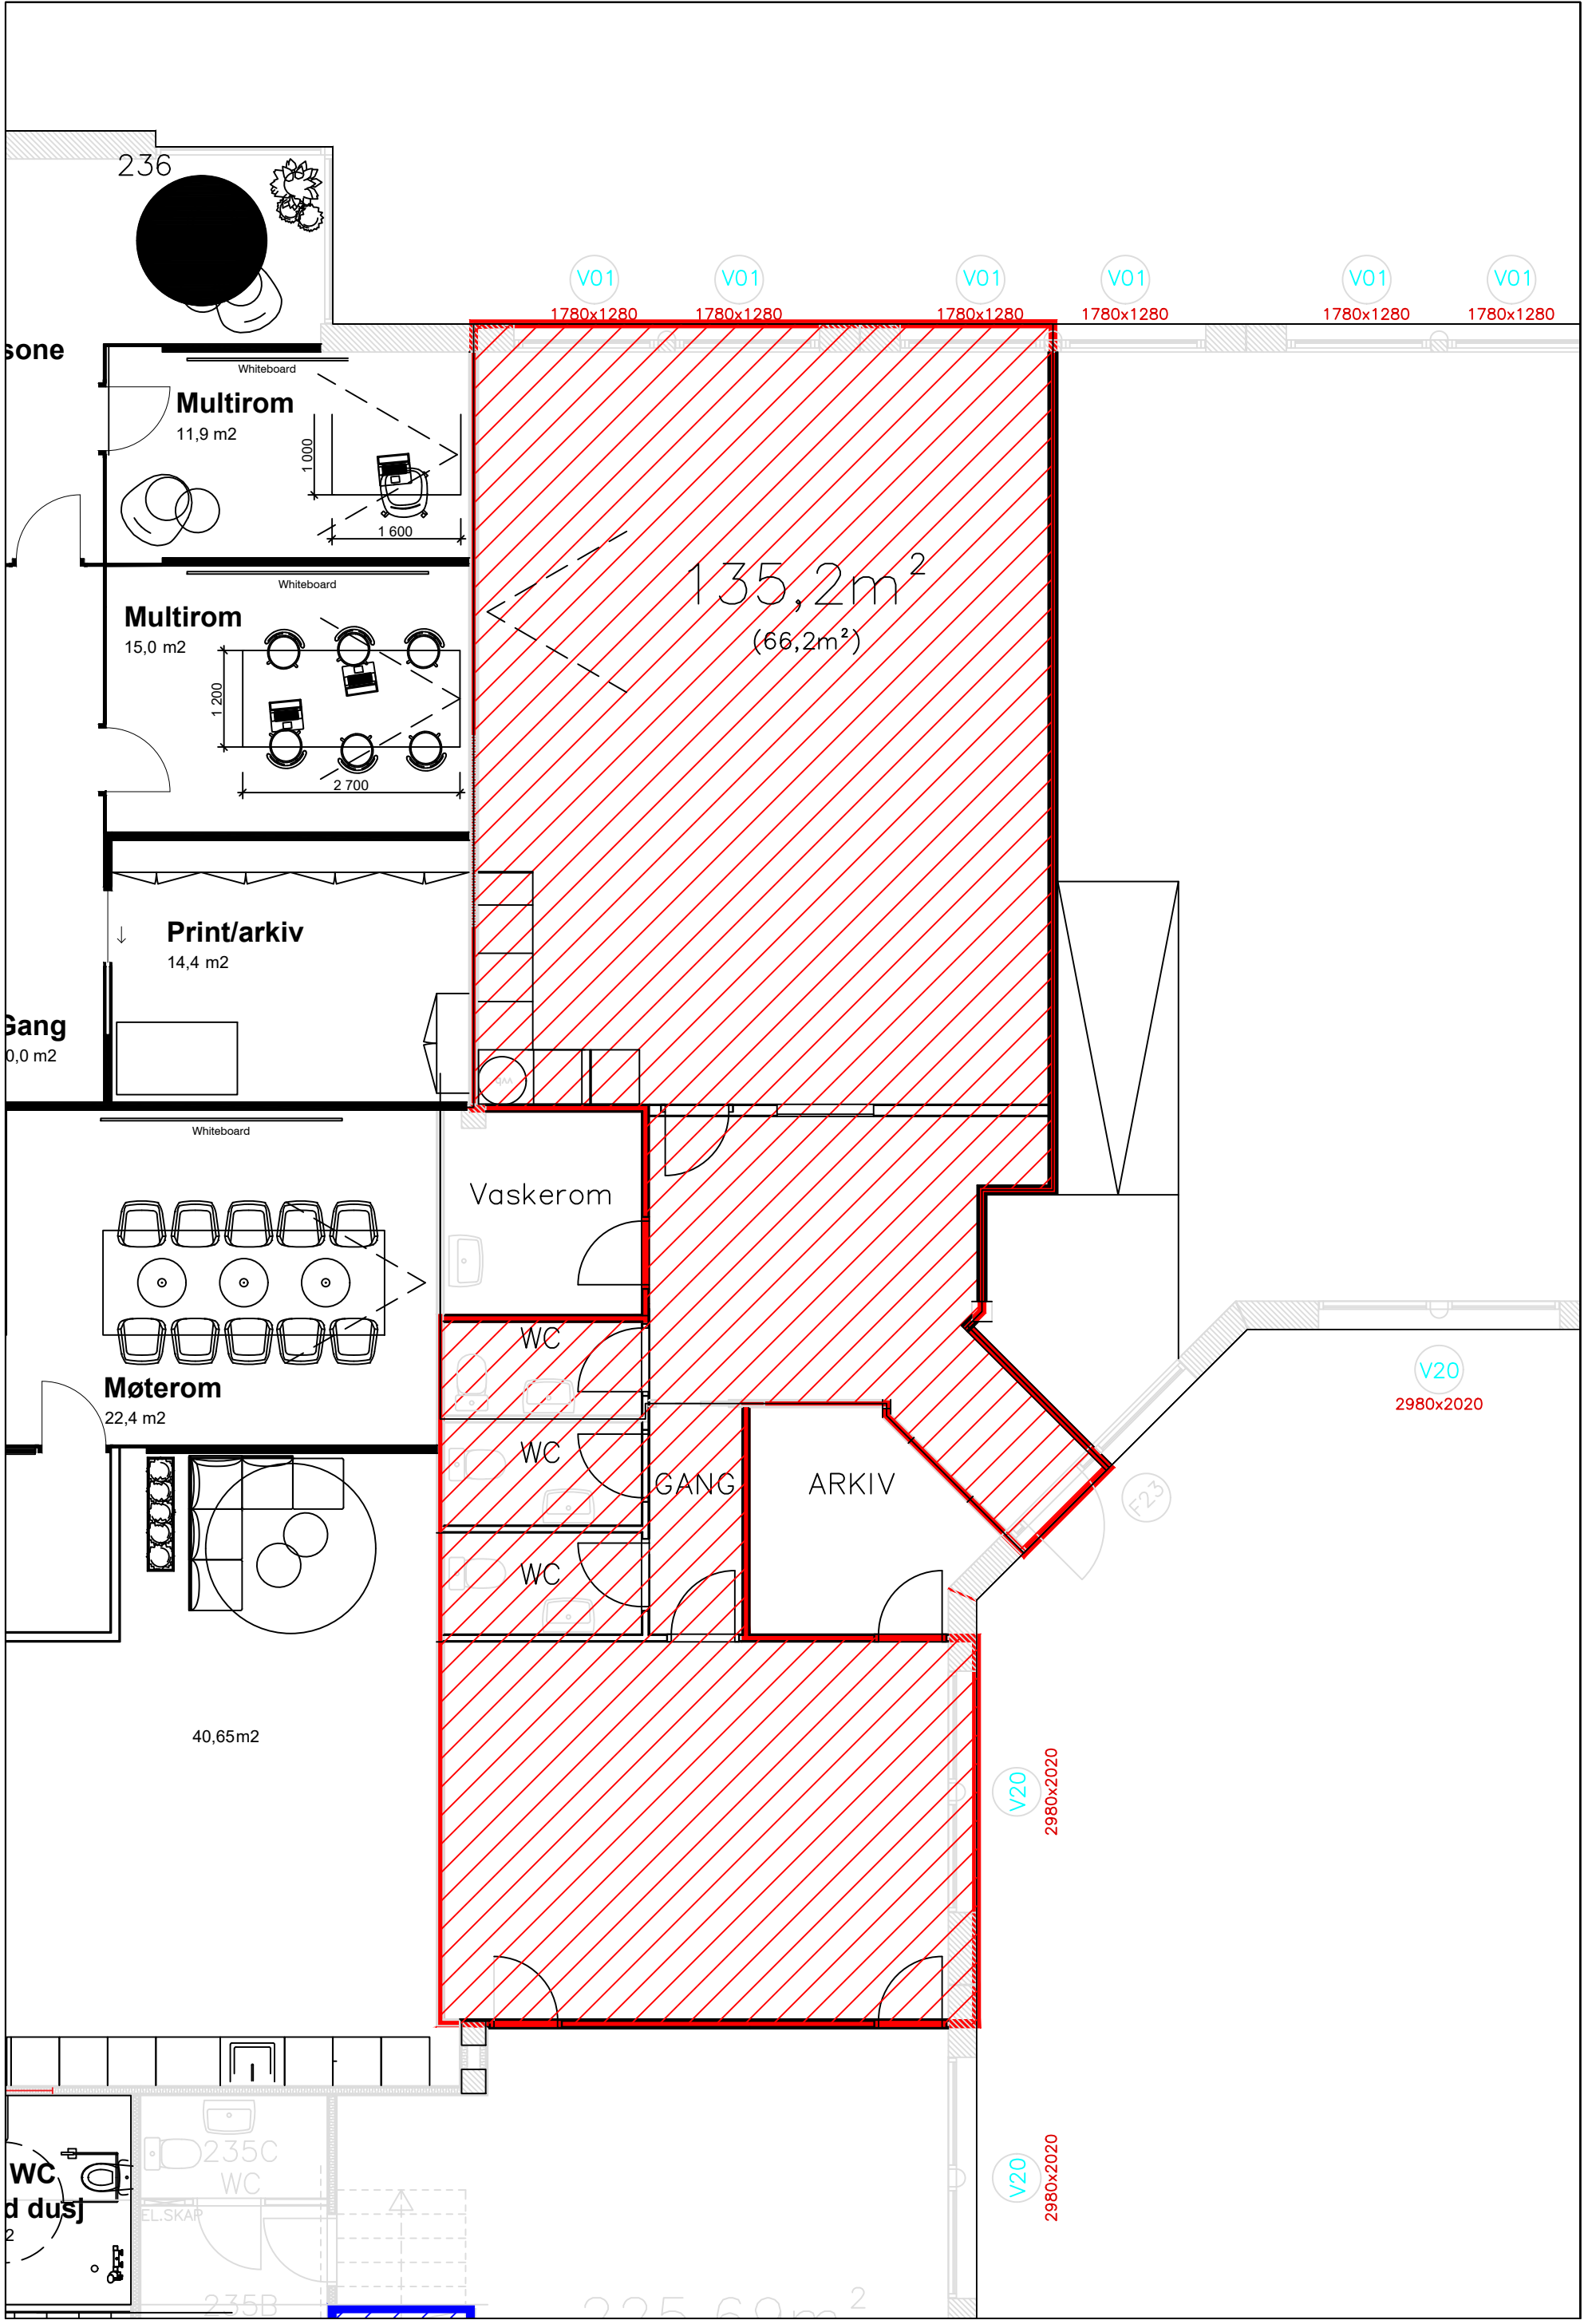 236
V01
V01
V01
V01
V01
V01
1780x1280
1780x1280
1780x1280
1780x1280
1780x1280
1780x1280
sone
Whiteboard
Multirom
11,9 m2
1 000
1 600
Whiteboard
135,2m²
(66,2m²)
Multirom
15,0 m2
1 200
2 700
Print/arkiv
14,4 m2
Gang
0,0 m2
Whiteboard
Vaskerom
WC
Møterom
22,4 m2
V20
2980x2020
WC
GANG
ARKIV
F23
WC
40,65m2
V20
2980x2020
235C
WC
WC
d dusj
2
EL.SKAP
V20
2980x2020
235B
225,69m²